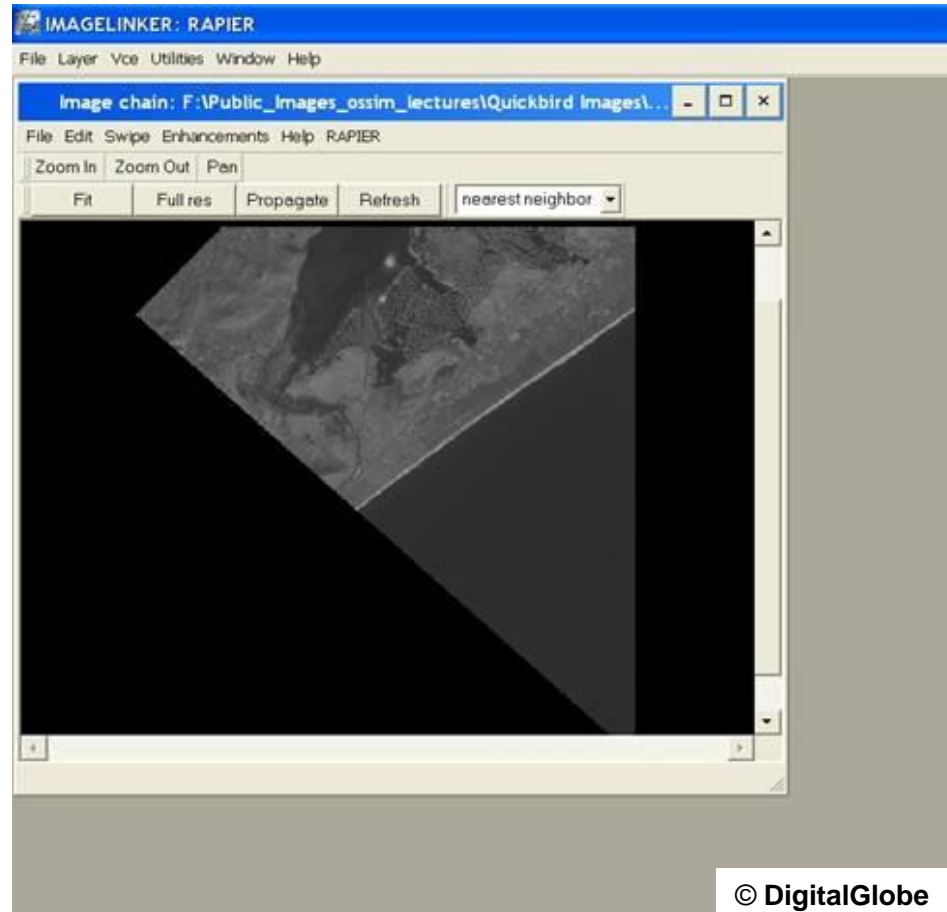 IMAGELINKER: RAPIER
File Layer Vce Utilities Window Help
Image chain: F:\Public_Images_ossim_lectures\Quickbird Images\...
File Edit Swipe Enhancements Help RAPIER
Zoom In Zoom Out Pan
Fit Full res Propagate Refresh nearest neighbor
© DigitalGlobe